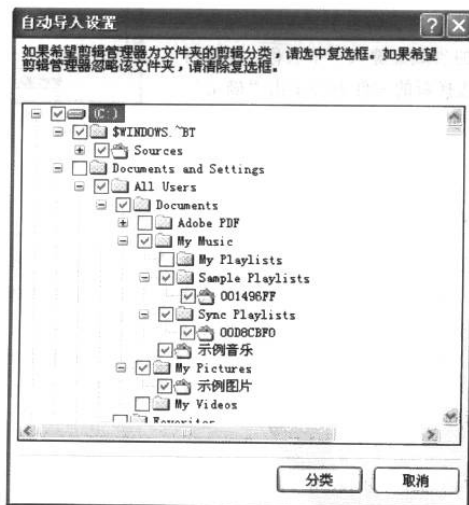 自动导入设置
如果希望剪辑管理器为文件夹的剪辑分类，请选中复选框。如果希望
剪辑管理器忽略该文件夹，请清除复选框。
(C:)
$WINDOWS.~BT
Sources
Documents and Settings
All Users
Documents
Adobe PDF
My Music
My Playlists
Sample Playlists
001496FF
Sync Playlists
00D8CBF0
示例音乐
My Pictures
示例图片
My Videos
Favorites
分类
取消